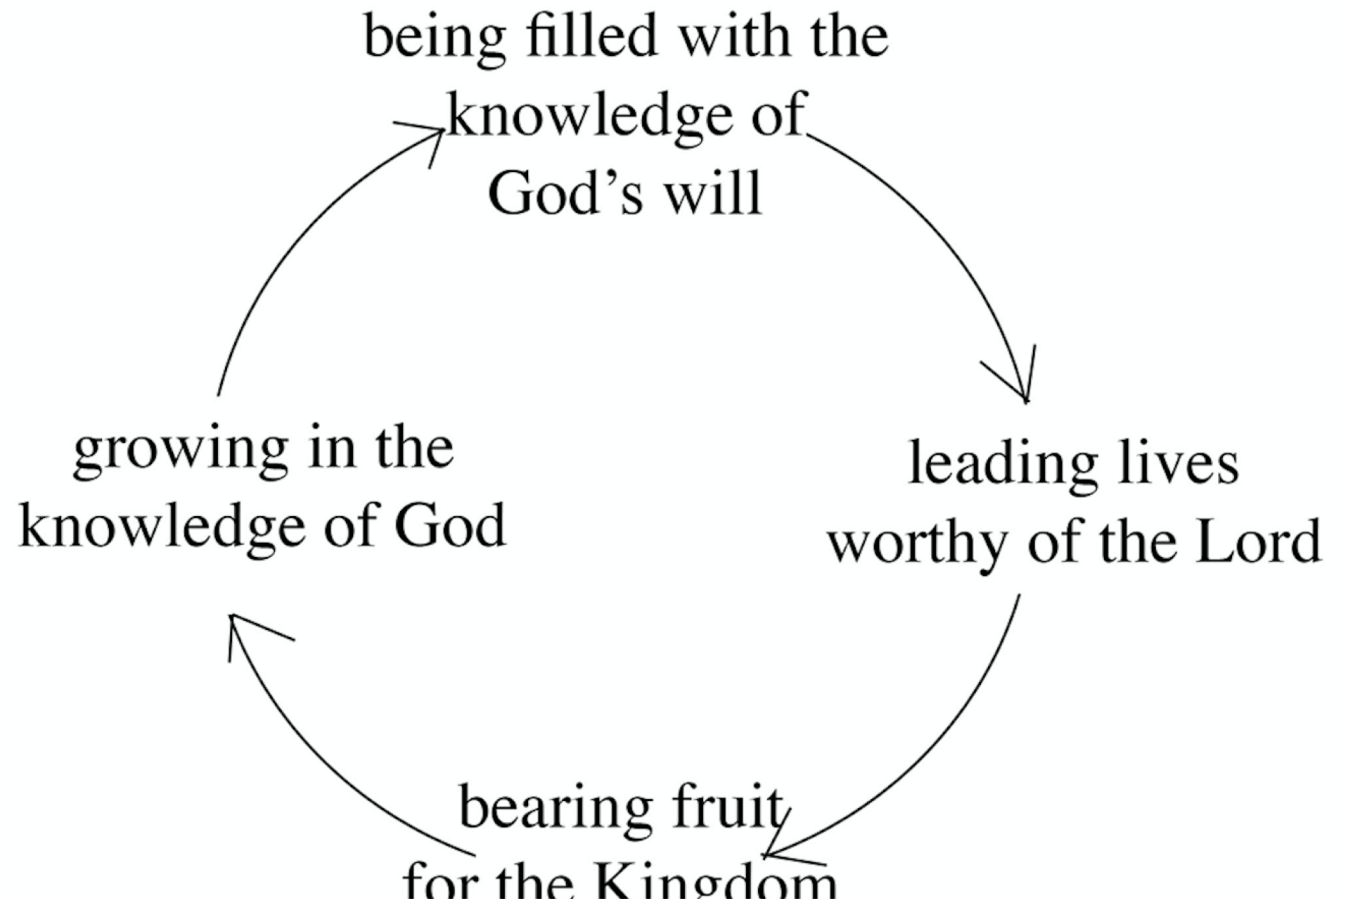 being filled with the
knowledge of
God’s will
leading lives
worthy of the Lord
bearing fruit
for the Kingdom
growing in the
knowledge of God